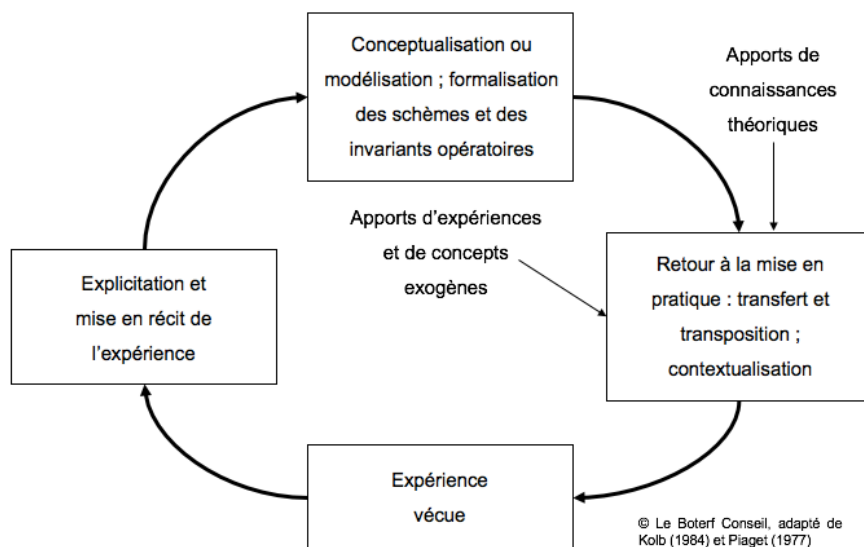 Conceptualisation ou
modélisation ; formalisation
des schèmes et des
invariants opératoires
Apports de
connaissances
théoriques
Apports d’expériences
et de concepts
exogènes
Explicitation et
mise en récit de
l’expérience
Retour à la mise en
pratique : transfert et
transposition ;
contextualisation
Expérience
vécue
© Le Boterf Conseil, adapté de
Kolb (1984) et Piaget (1977)